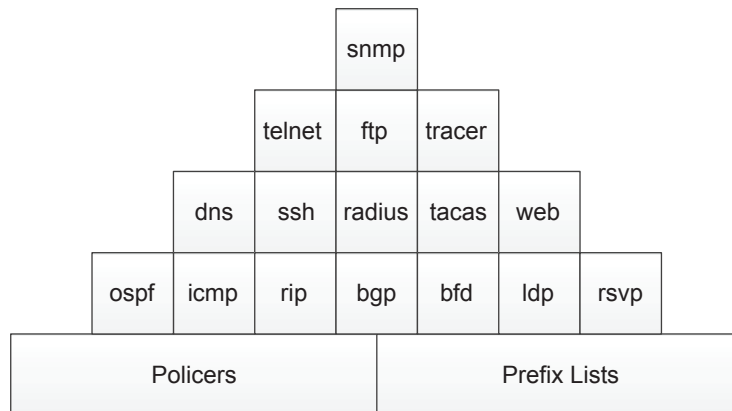 snmp
telnet ftp tracer
dns ssh radius tacas web
ospf icmp rip bgp bfd ldp rsvp
Policers Prefix Lists